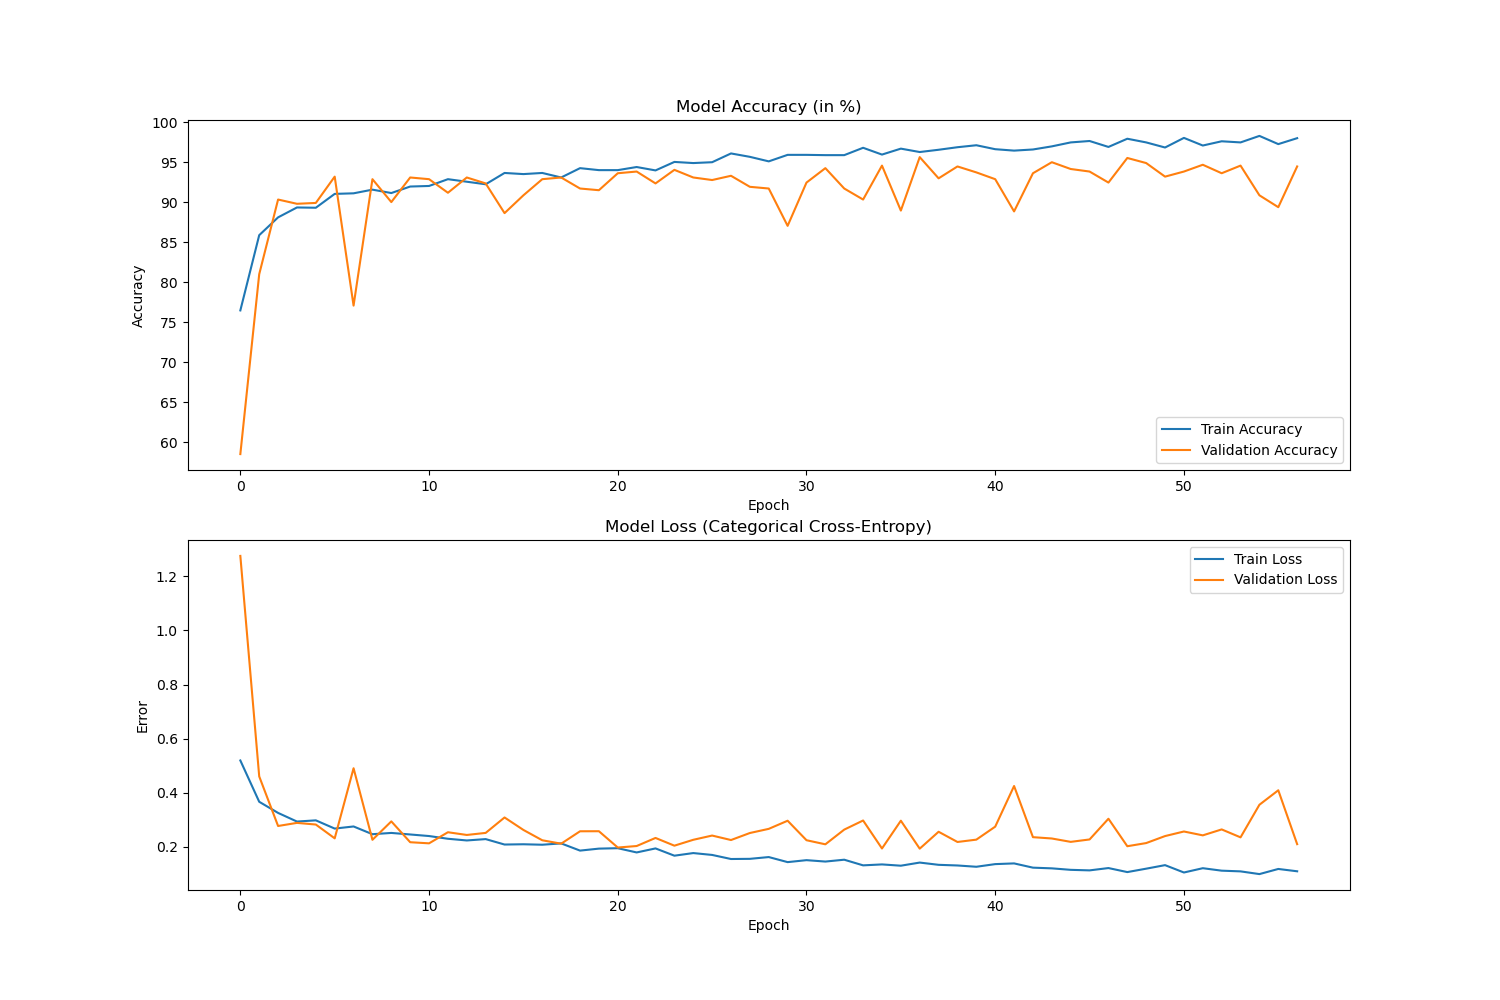 Model Accuracy (in %)
100
95
90
85
80
75
70
65
60
Accuracy
Train Accuracy
Validation Accuracy
0 10 20 30 40 50
Epoch
Model Loss (Categorical Cross-Entropy)
Train Loss
Validation Loss
1.2
1.0
0.8
0.6
0.4
0.2
Error
0 10 20 30 40 50
Epoch